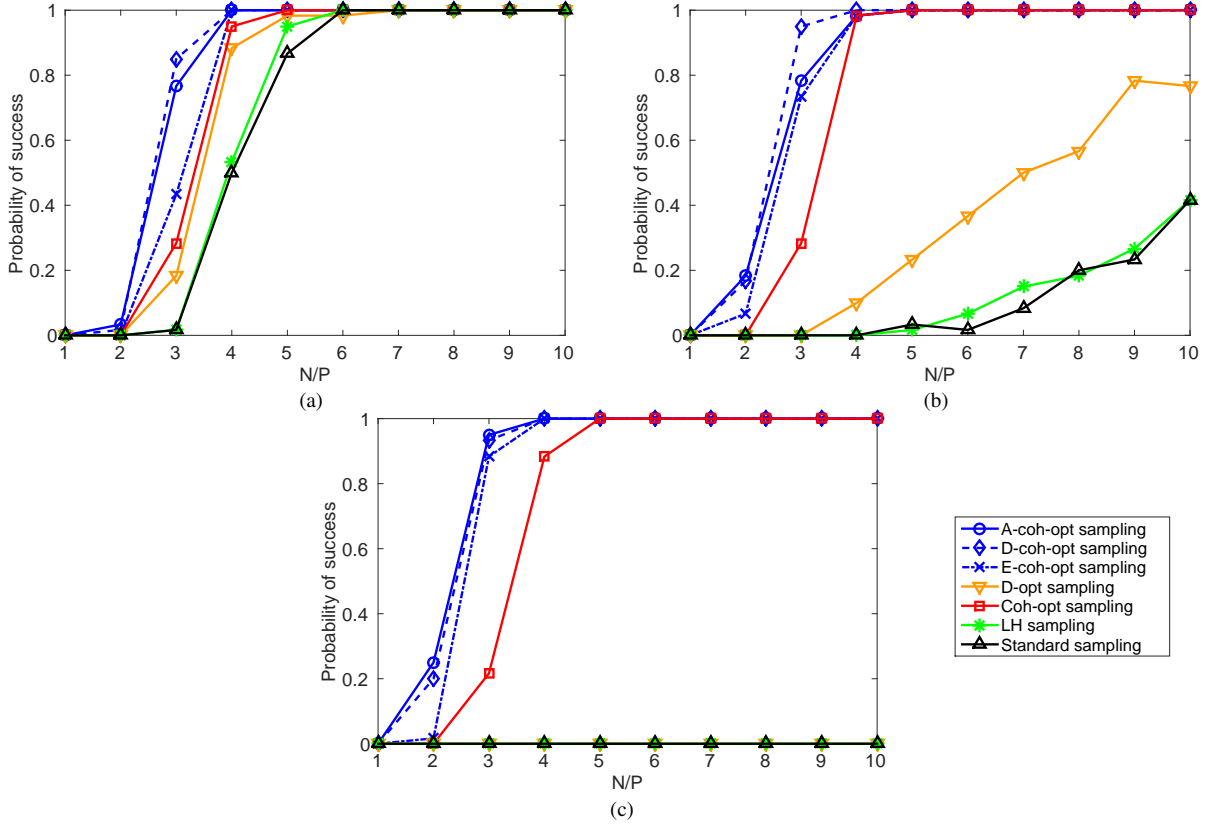 1
0.8
0.6
0.4
0.2
0
Probability of success
1 2 3 4 5 6 7 8 9 10
N/P
(a)
1
0.8
0.6
0.4
0.2
0
Probability of success
1 2 3 4 5 6 7 8 9 10
N/P
(b)
1
0.8
0.6
0.4
0.2
0
Probability of success
1 2 3 4 5 6 7 8 9 10
N/P
(c)
A-coh-opt sampling
D-coh-opt sampling
E-coh-opt sampling
D-opt sampling
Coh-opt sampling
LH sampling
Standard sampling